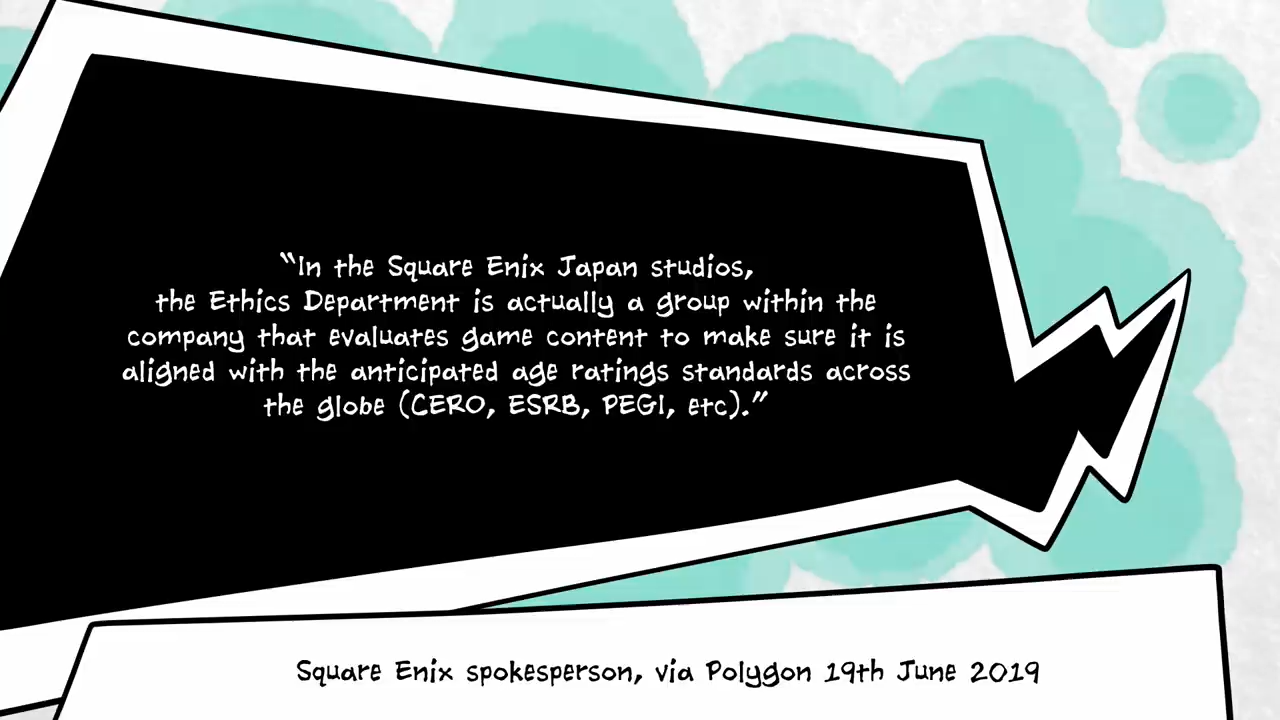 “In the Square Enix Japan studios,
the Ethics Department is actually a group within the
company that evaluates game content to make sure it is
aligned with the anticipated age ratings standards across
the globe (CERO, ESRB, PEGI, etc).”
Square Enix spokesperson, via Polygon 19th June 2019